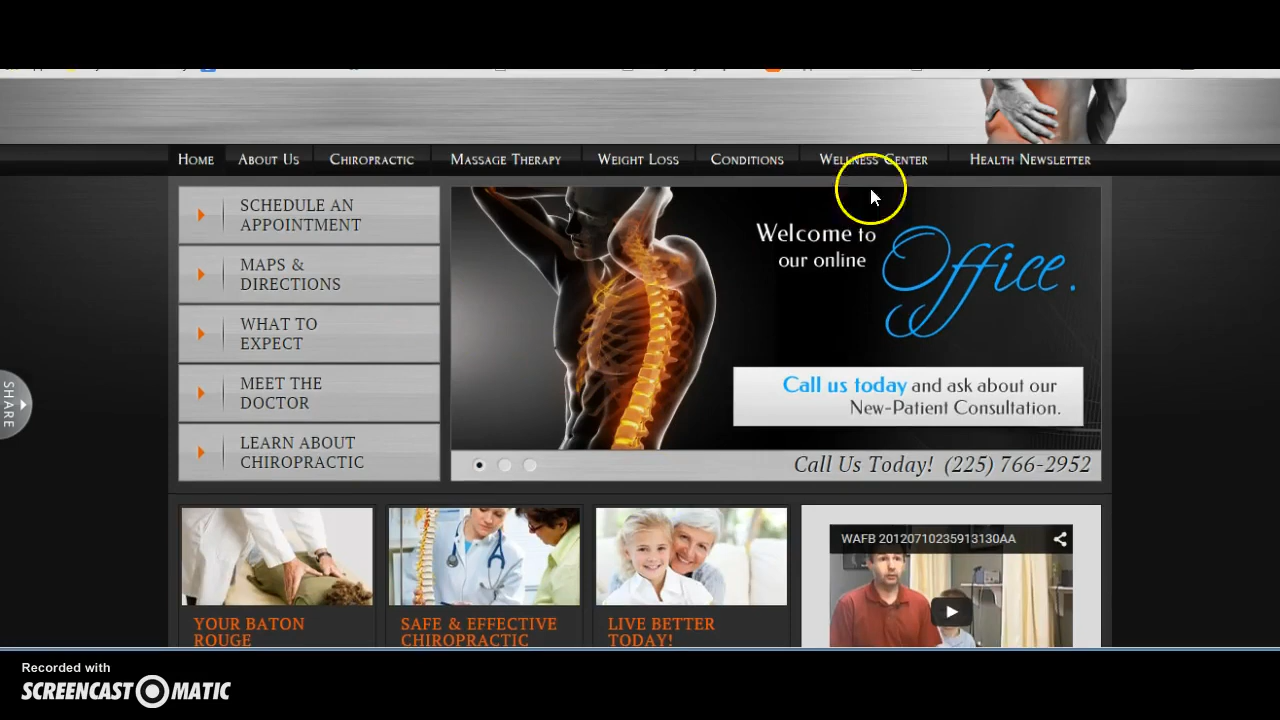 Home
About Us
Chiropractic
Massage Therapy
Weight Loss
Conditions
Wellness Center
Health Newsletter
SCHEDULE AN
APPOINTMENT
MAPS &
DIRECTIONS
WHAT TO
EXPECT
MEET THE
DOCTOR
LEARN ABOUT
CHIROPRACTIC
Welcome to
our online
Office.
Call us today and ask about our
New-Patient Consultation.
Call Us Today! (225) 766-2952
SHARE
YOUR BATON
ROUGE
SAFE & EFFECTIVE
CHIROPRACTIC
LIVE BETTER
TODAY!
WAFB 20120710235913130AA
Recorded with
SCREENCAST-O-MATIC